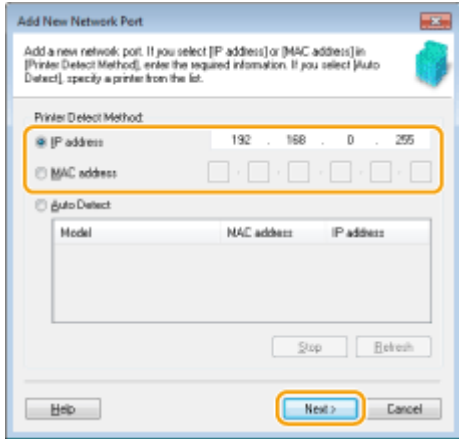 Add New Network Port
Add a new network port. If you select [IP address] or [MAC address] in
[Printer Detect Method], enter the required information. If you select [Auto
Detect], specify a printer from the list.
Printer Detect Method:
IP address 192 . 168 . 0 . 255
MAC address - - - - -
Auto Detect
Model MAC address IP address
Stop Refresh
Help Next > Cancel